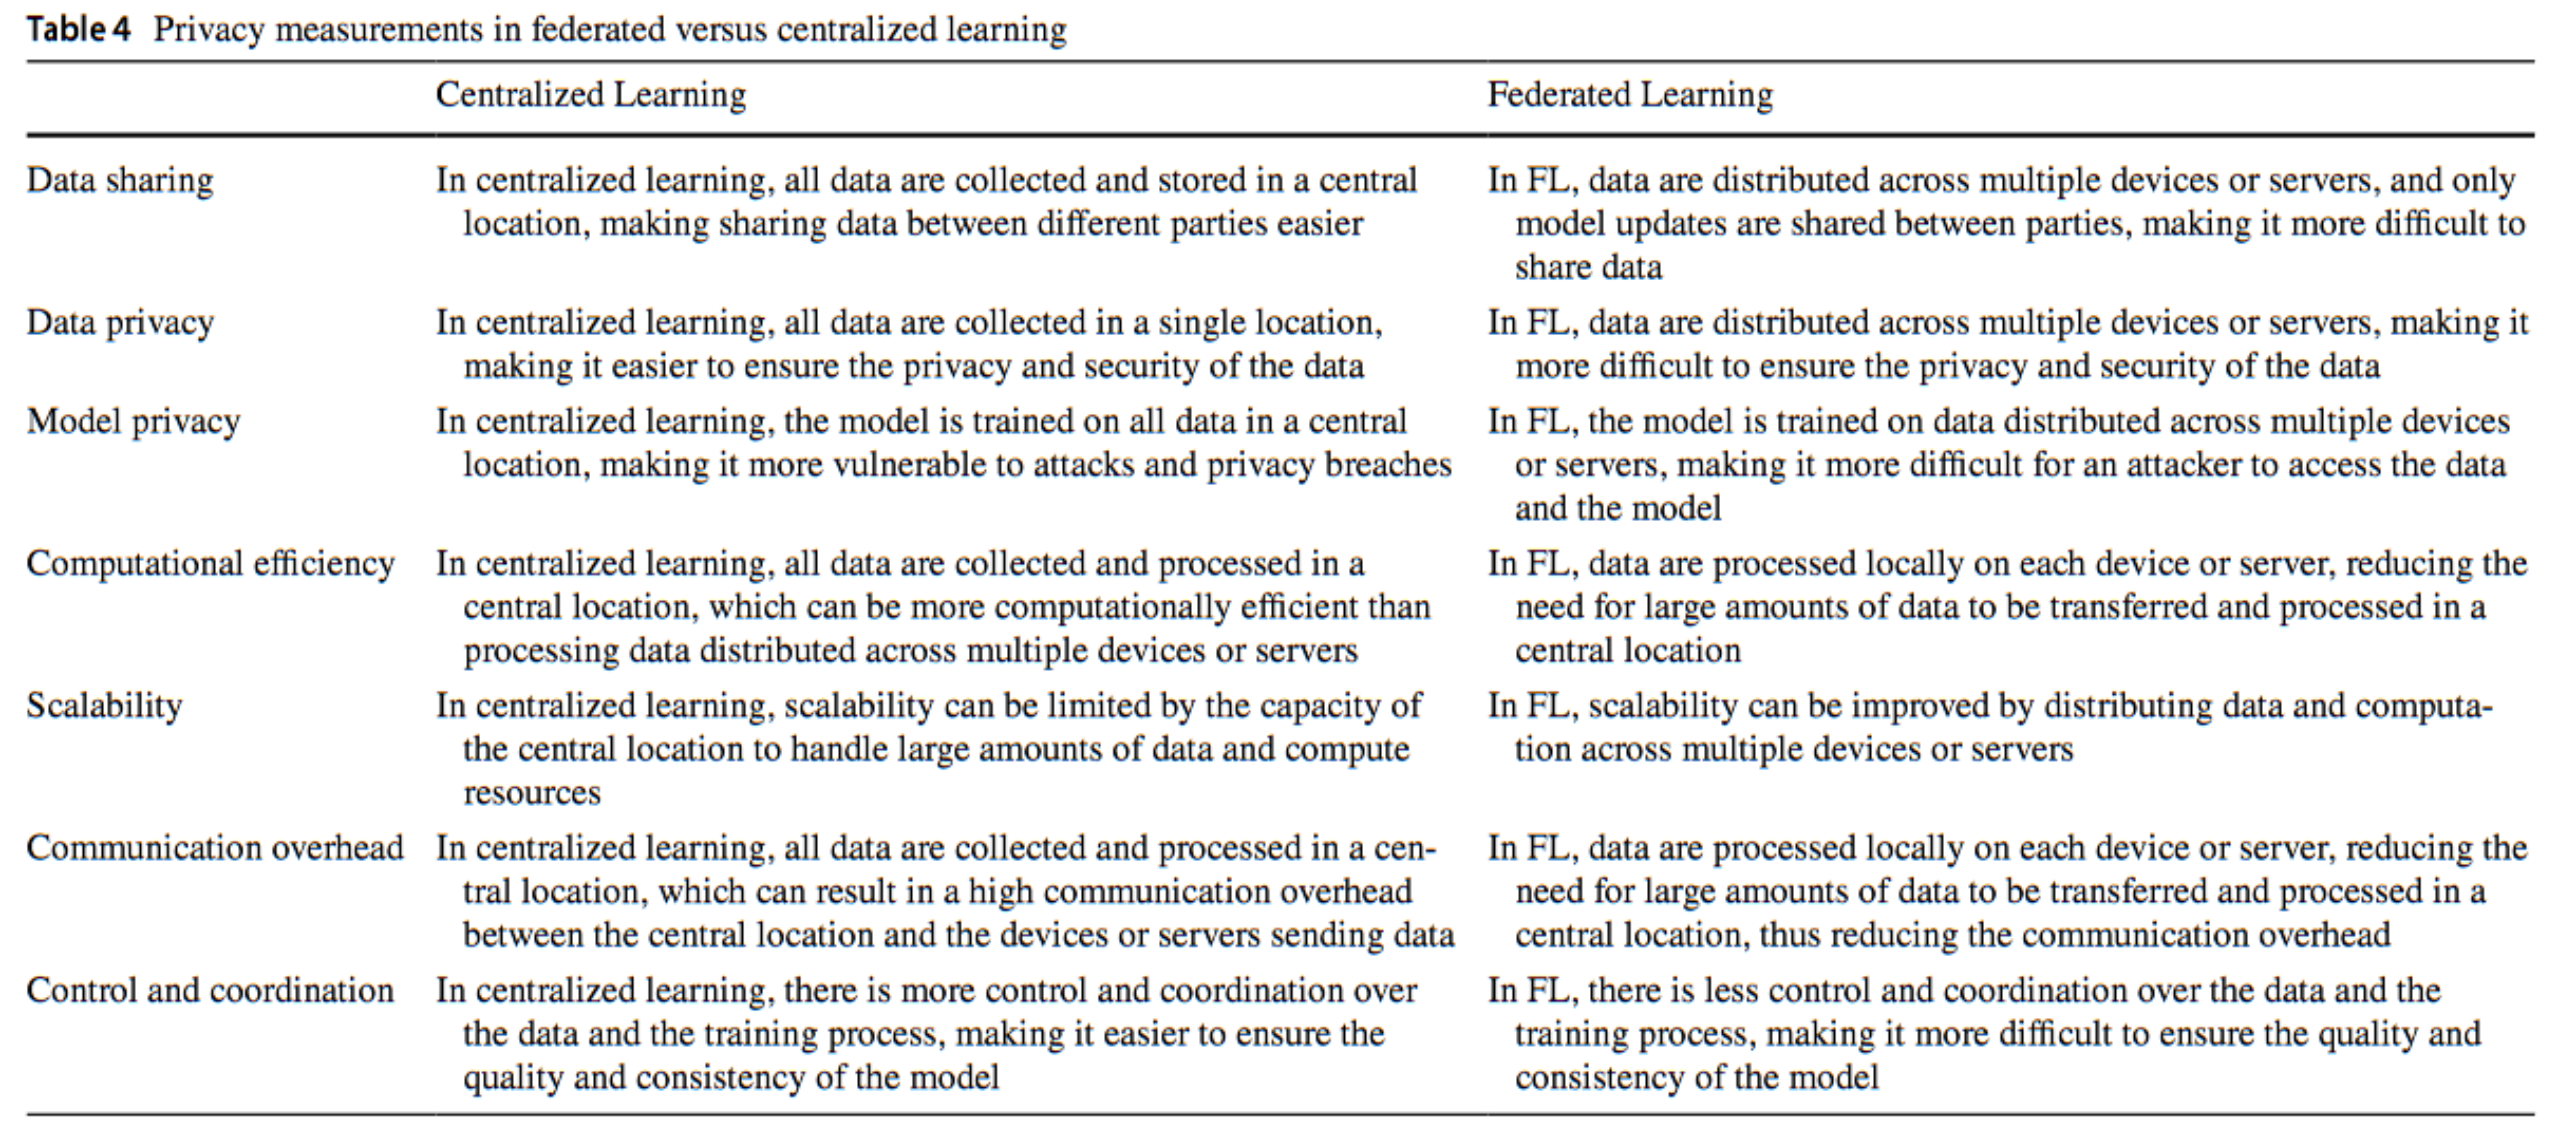 Table 4 Privacy measurements in federated versus centralized learning
Centralized Learning
Federated Learning
Data sharing
In centralized learning, all data are collected and stored in a central
location, making sharing data between different parties easier
In FL, data are distributed across multiple devices or servers, and only
model updates are shared between parties, making it more difficult to
share data
Data privacy
In centralized learning, all data are collected in a single location,
making it easier to ensure the privacy and security of the data
In FL, data are distributed across multiple devices or servers, making it
more difficult to ensure the privacy and security of the data
Model privacy
In centralized learning, the model is trained on all data in a central
location, making it more vulnerable to attacks and privacy breaches
In FL, the model is trained on data distributed across multiple devices
or servers, making it more difficult for an attacker to access the data
and the model
Computational efficiency
In centralized learning, all data are collected and processed in a
central location, which can be more computationally efficient than
processing data distributed across multiple devices or servers
In FL, data are processed locally on each device or server, reducing the
need for large amounts of data to be transferred and processed in a
central location
Scalability
In centralized learning, scalability can be limited by the capacity of
the central location to handle large amounts of data and compute
resources
In FL, scalability can be improved by distributing data and computa-
tion across multiple devices or servers
Communication overhead
In centralized learning, all data are collected and processed in a cen-
tral location, which can result in a high communication overhead
between the central location and the devices or servers sending data
In FL, data are processed locally on each device or server, reducing the
need for large amounts of data to be transferred and processed in a
central location, thus reducing the communication overhead
Control and coordination
In centralized learning, there is more control and coordination over
the data and the training process, making it easier to ensure the
quality and consistency of the model
In FL, there is less control and coordination over the data and the
training process, making it more difficult to ensure the quality and
consistency of the model